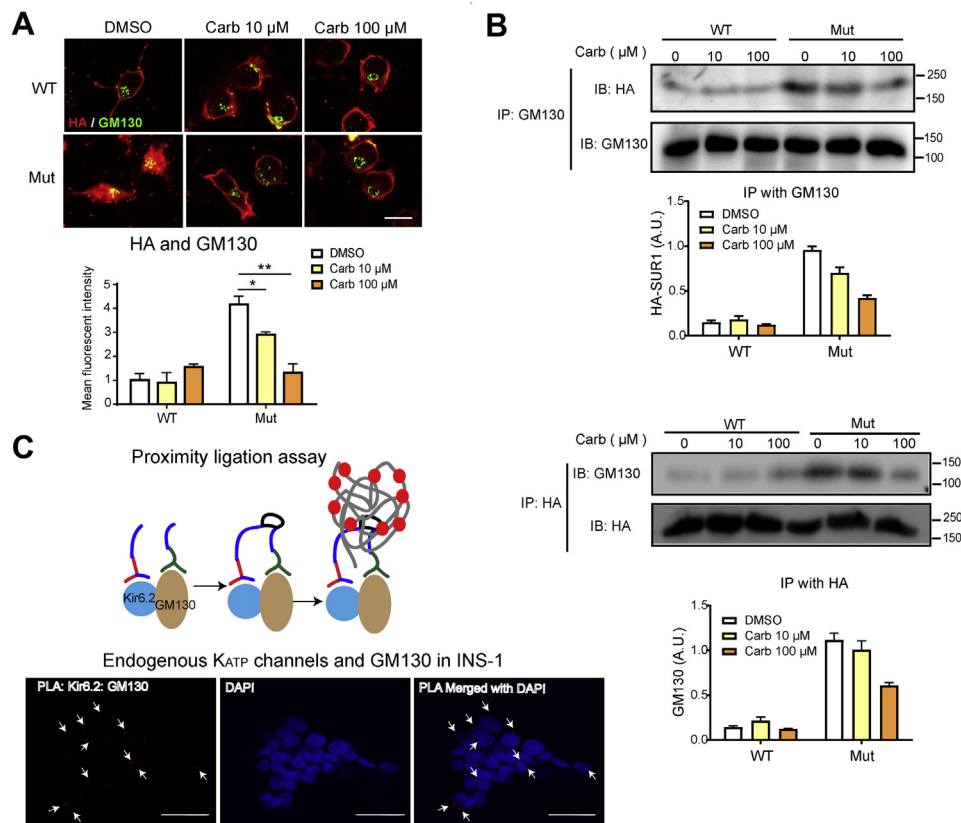 A
DMSO Carb 10 µM Carb 100 µM
WT
HA / GM130
Mut
HA and GM130
Mean fluorescent intensity
5
4
3
2
1
0
**
*
DMSO
Carb 10 µM
Carb 100 µM
WT Mut
B
WT Mut
Carb ( µM) 0 10 100 0 10 100
IP: GM130
IB: HA
250
150
IB: GM130
150
100
IP with GM130
HA-SUR1 (A.U.)
1.5
1.0
0.5
0.0
DMSO
Carb 10 µM
Carb 100 µM
WT Mut
WT Mut
Carb ( µM) 0 10 100 0 10 100
IP: HA
IB: GM130
150
100
IB: HA
250
150
IP with HA
GM130 (A.U.)
1.5
1.0
0.5
0.0
DMSO
Carb 10 µM
Carb 100 µM
WT Mut
C
Proximity ligation assay
Kir6.2
GM130
Endogenous KATP channels and GM130 in INS-1
PLA: Kir6.2: GM130 DAPI PLA Merged with DAPI